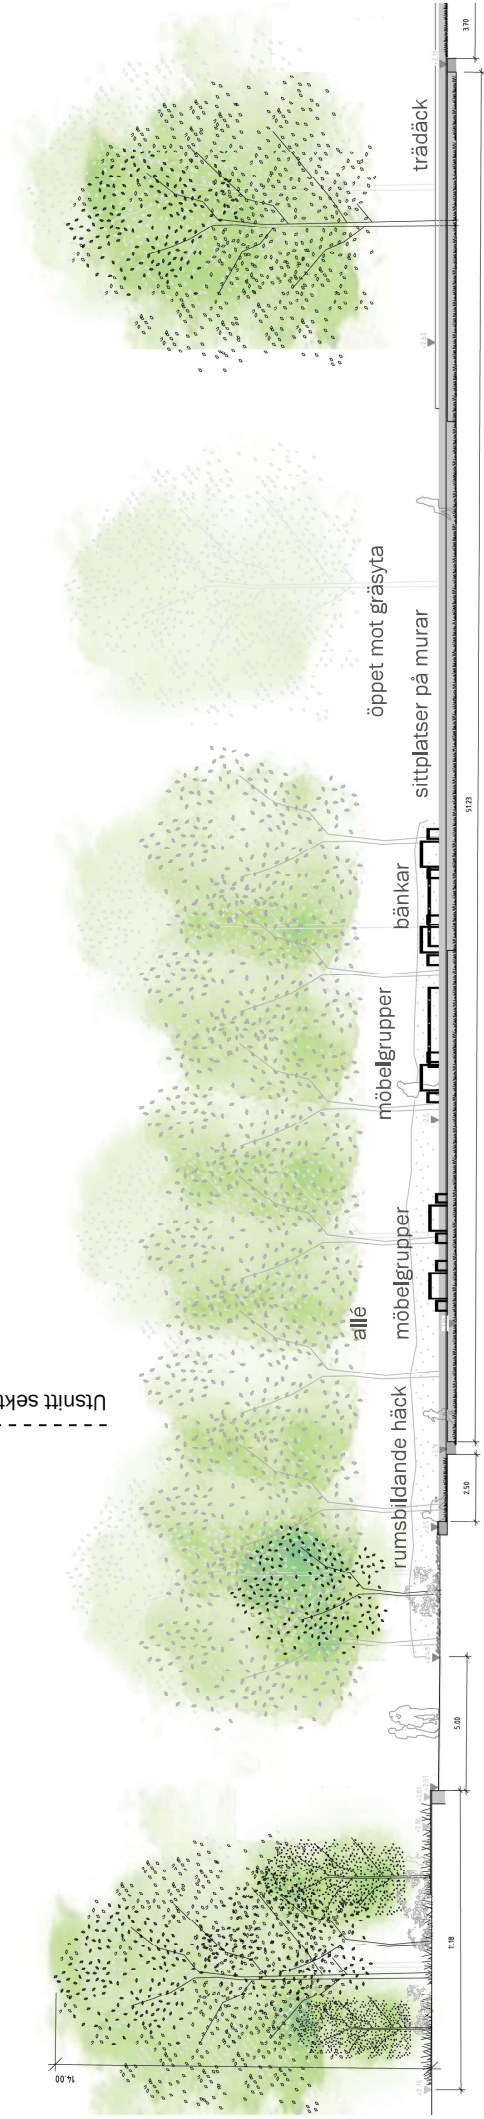 Utsnitt sekt
14.00
11.18
5.00
2.50
51.23
3.70
rumsbildande häck
allé
möbelgrupper
möbelgrupper
bänkar
sittplatser på murar
öppet mot gräsyta
trädäck